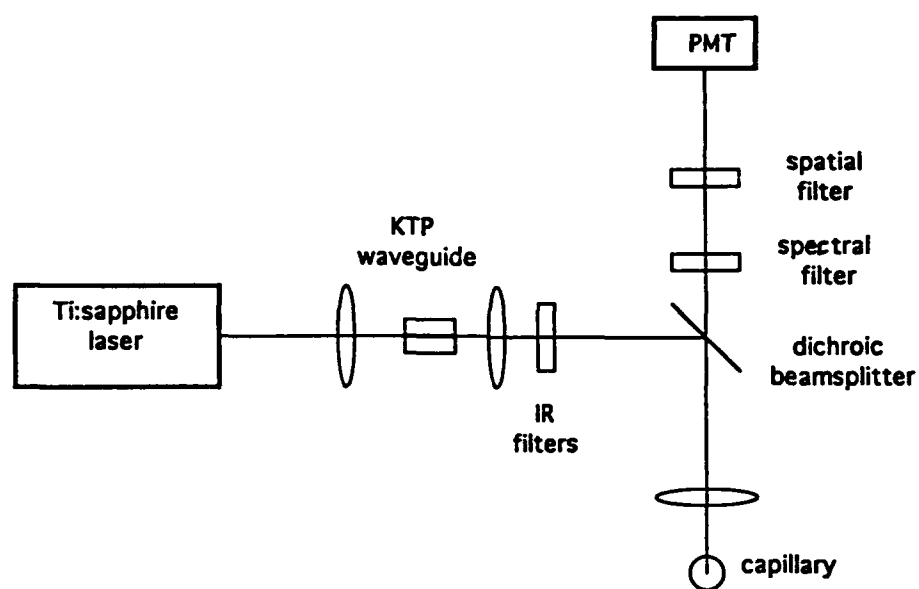 PMT
spatial
filter
KTP
waveguide
spectral
filter
Ti:sapphire
laser
dichroic
beamsplitter
IR
filters
capillary